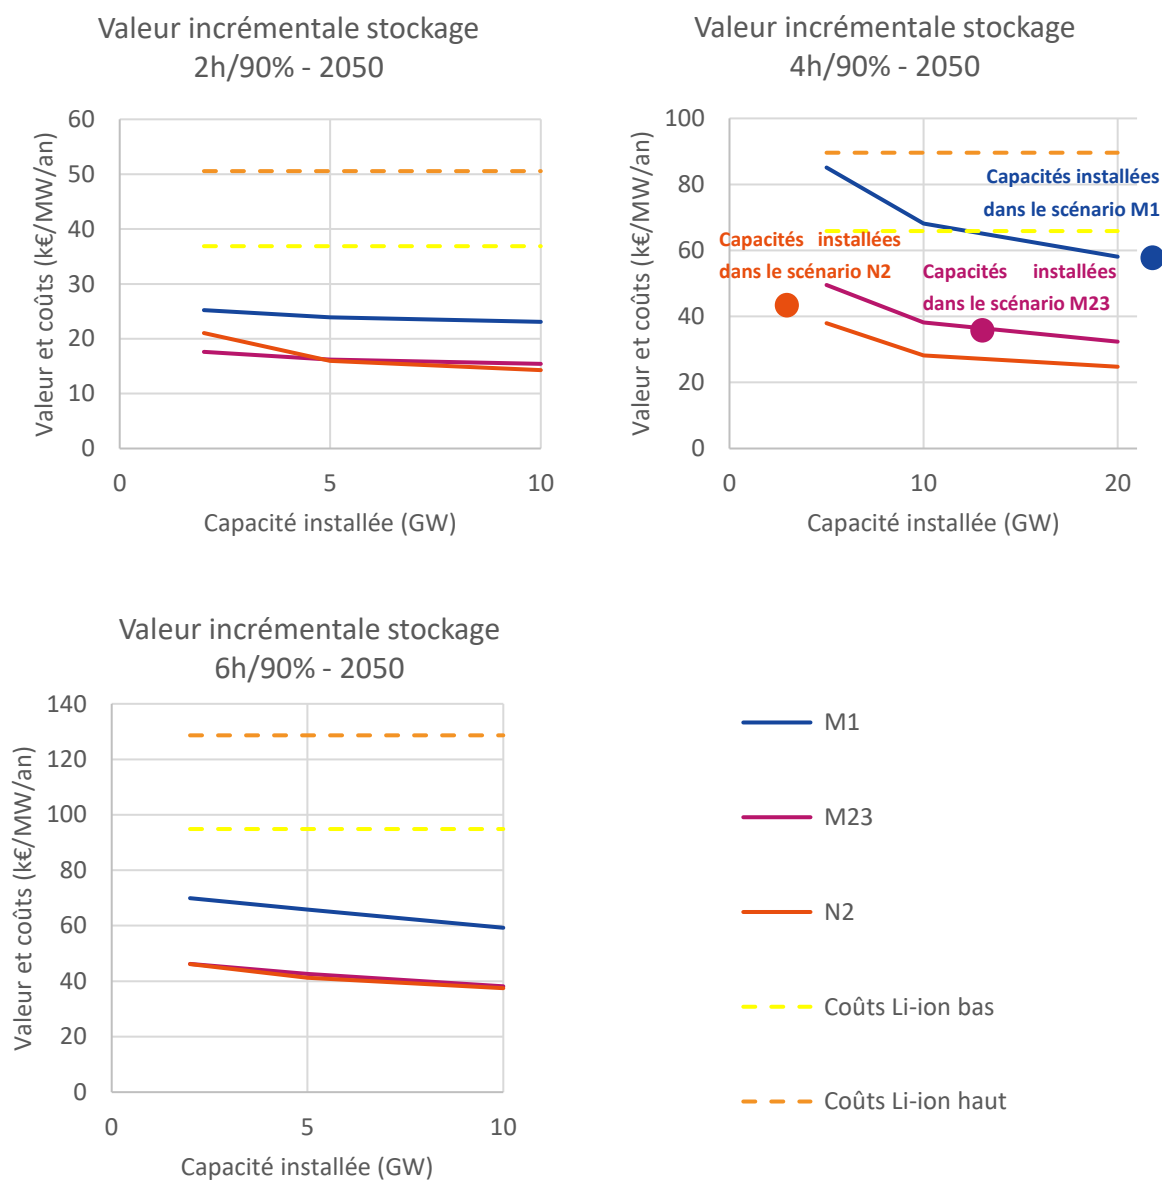 Valeur incrémentale stockage
2h/90% - 2050
Valeur et coûts (k€/MW/an)
60
50
40
30
20
10
0
0
5
10
Capacité installée (GW)
Valeur incrémentale stockage
4h/90% - 2050
Valeur et coûts (k€/MW/an)
100
80
60
40
20
0
Capacités installées
dans le scénario M1
Capacités installées
dans le scénario N2
Capacités installées
dans le scénario M23
0
10
20
Capacité installée (GW)
Valeur incrémentale stockage
6h/90% - 2050
Valeur et coûts (k€/MW/an)
140
120
100
80
60
40
20
0
0
5
10
Capacité installée (GW)
M1
M23
N2
Coûts Li-ion bas
Coûts Li-ion haut